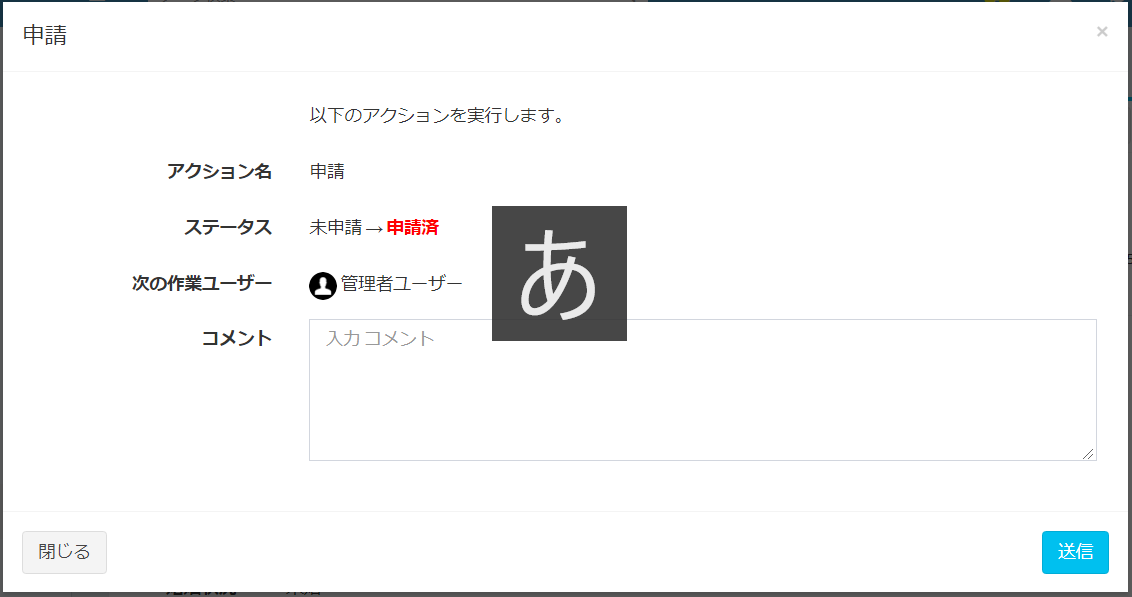 申請
×
以下のアクションを実行します。
アクション名 申請
ステータス 未申請→申請済
次の作業ユーザー 管理者ユーザー
あ
コメント 入力 コメント
閉じる 送信